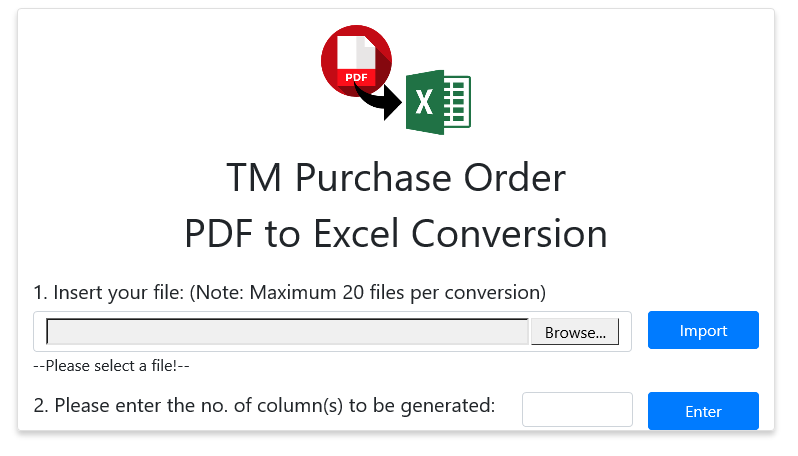 PDF
X
TM Purchase Order
PDF to Excel Conversion
1. Insert your file: (Note: Maximum 20 files per conversion)
Browse...
Import
--Please select a file!--
2. Please enter the no. of column(s) to be generated:
Enter